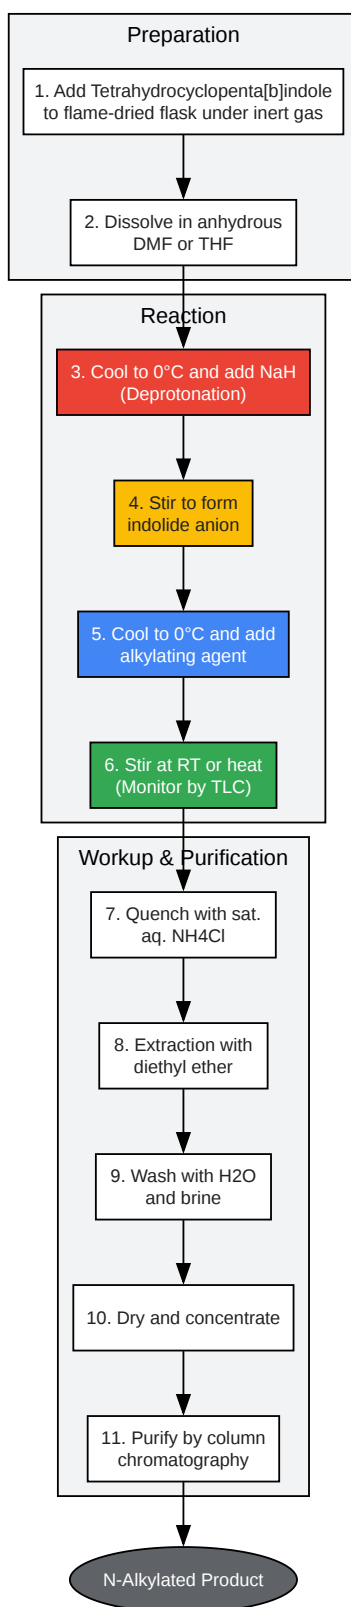 Preparation
1. Add Tetrahydrocyclopenta[b]indole
to flame-dried flask under inert gas
2. Dissolve in anhydrous
DMF or THF
Reaction
3. Cool to 0°C and add NaH
(Deprotonation)
4. Stir to form
indolide anion
5. Cool to 0°C and add
alkylating agent
6. Stir at RT or heat
(Monitor by TLC)
Workup & Purification
7. Quench with sat.
aq. NH4Cl
8. Extraction with
diethyl ether
9. Wash with H2O
and brine
10. Dry and concentrate
11. Purify by column
chromatography
N-Alkylated Product